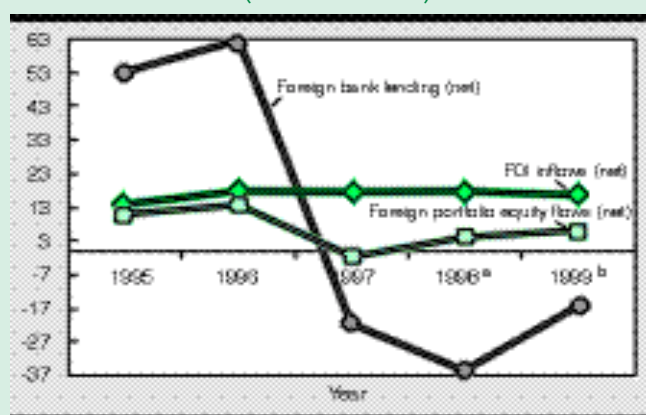 63
53
43
33
23
13
3
-7
-17
-27
-37
Foreign bank lending (net)
FDI inflows (net)
Foreign portfolio equity flows (net)
1995 1996 1997 1998 a 1999 b
Year